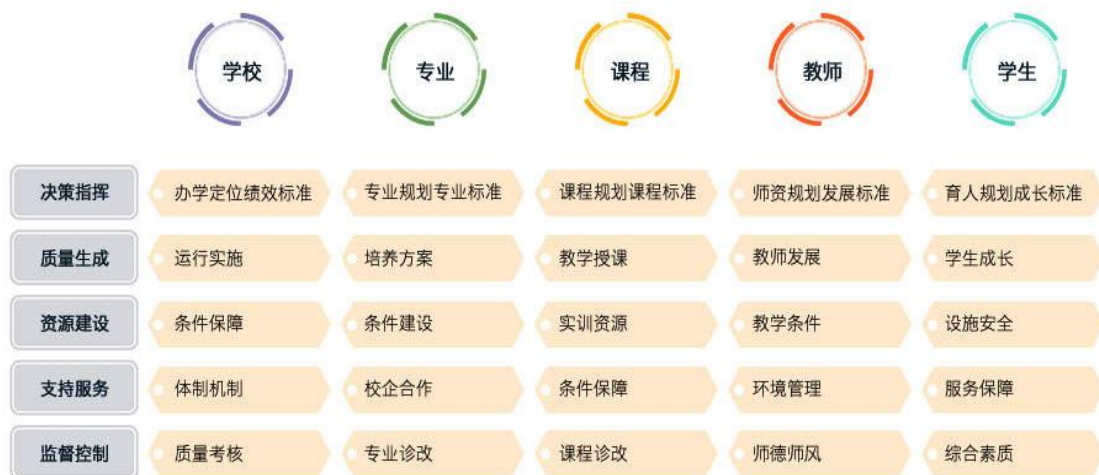 学校 专业 课程 教师 学生
决策指挥 办学定位绩效标准 专业规划专业标准 课程规划课程标准 师资规划发展标准 育人规划成长标准
质量生成 运行实施 培养方案 教学授课 教师发展 学生成长
资源建设 条件保障 条件建设 实训资源 教学条件 设施安全
支持服务 体制机制 校企合作 条件保障 环境管理 服务保障
监督控制 质量考核 专业诊改 课程诊改 师德师风 综合素质